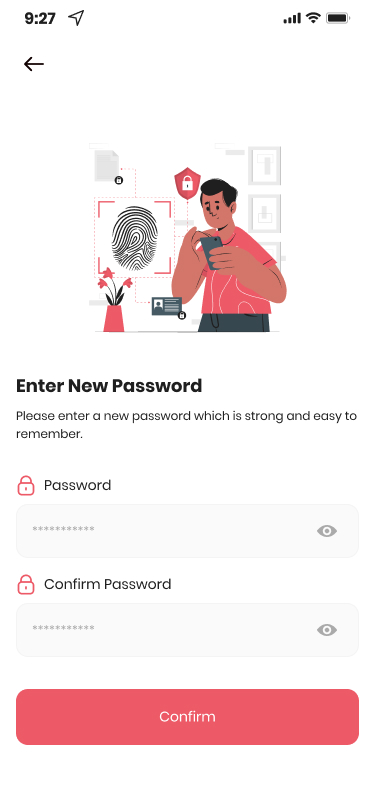 9:27
Enter New Password
Please enter a new password which is strong and easy to
remember.
Password
***********
Confirm Password
***********
Confirm